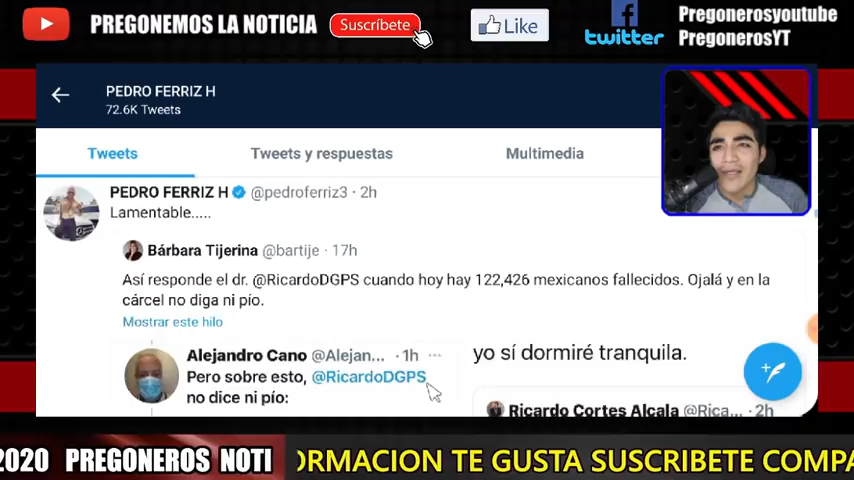 PREGONEMOS LA NOTICIA
Suscríbete
Like
twitter
Pregonerosyoutube
PregonerosYT
PEDRO FERRIZ H
72.6K Tweets
Tweets
Tweets y respuestas
Multimedia
PEDRO FERRIZ H @pedroferriz3 · 2h
Lamentable.....
Bárbara Tijerina @bartije · 17h
Así responde el dr. @RicardoDGPS cuando hoy hay 122,426 mexicanos fallecidos. Ojalá y en la
cárcel no diga ni pío.
Mostrar este hilo
Alejandro Cano @Alejan... · 1h ···
Pero sobre esto, @RicardoDGPS
no dice ni pío:
yo sí dormiré tranquila.
Ricardo Cortes Alcala @Rica... · 2h
2020 PREGONEROS NOTI
ORMACION TE GUSTA SUSCRIBETE COMPA